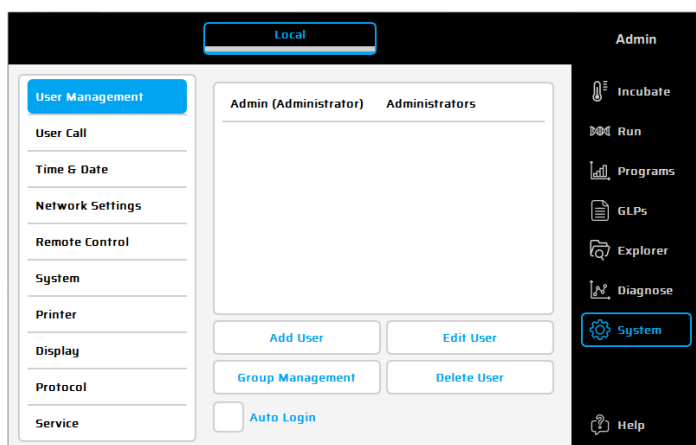 Local
Admin
User Management
User Call
Time & Date
Network Settings
Remote Control
System
Printer
Display
Protocol
Service
Admin (Administrator) Administrators
Add User
Edit User
Group Management
Delete User
Auto Login
Incubate
Run
Programs
GLPs
Explorer
Diagnose
System
Help